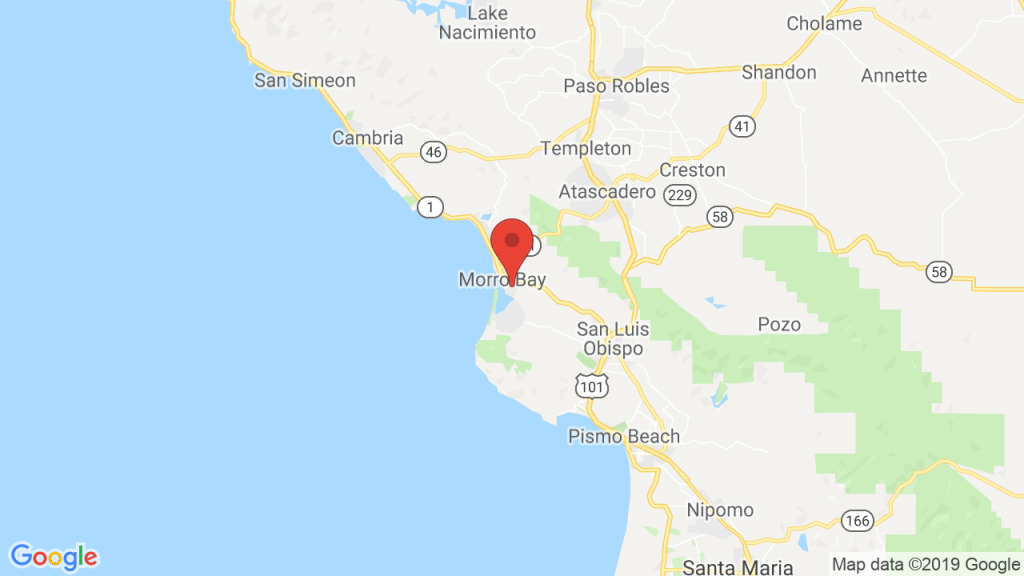 Lake
Nacimiento
Cholame
San Simeon
Paso Robles
Shandon
Annette
Cambria
46
41
Templeton
Creston
Atascadero
229
1
58
1
Morro Bay
58
San Luis
Obispo
Pozo
101
Pismo Beach
Nipomo
166
Santa Maria
Google
Map data ©2019 Google